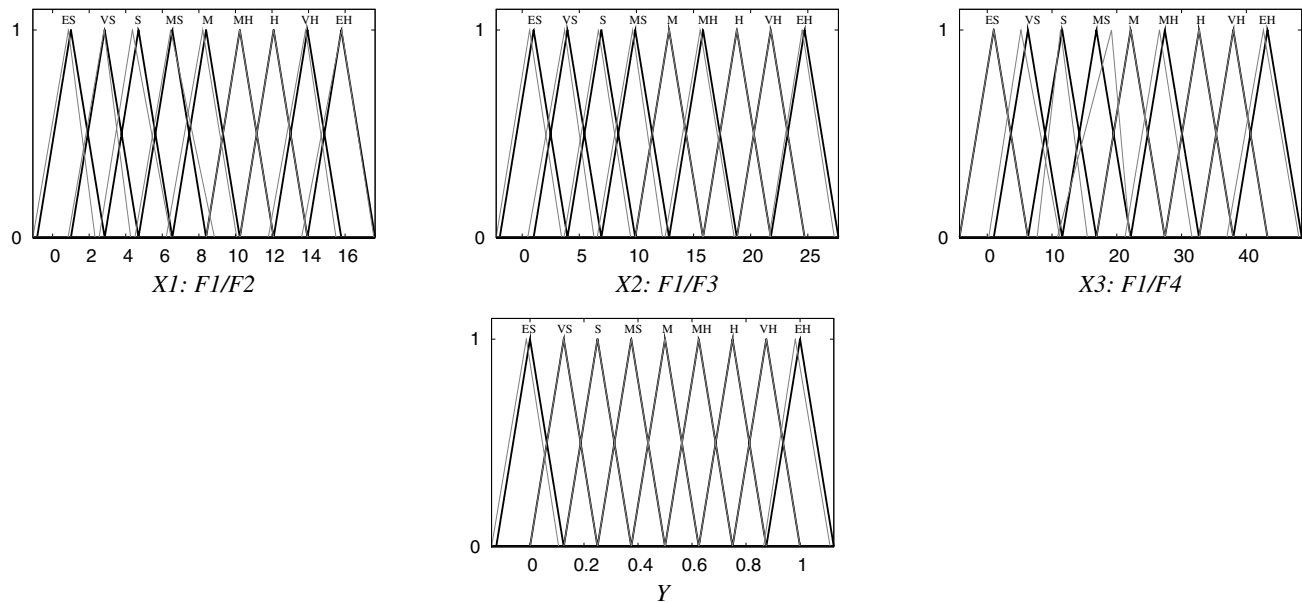 ES VS S MS M MH H VH EH
1
0
0 2 4 6 8 10 12 14 16
X1: F1/F2
ES VS S MS M MH H VH EH
1
0
0 5 10 15 20 25
X2: F1/F3
ES VS S MS M MH H VH EH
1
0
0 10 20 30 40
X3: F1/F4
ES VS S MS M MH H VH EH
1
0
0 0.2 0.4 0.6 0.8 1
Y